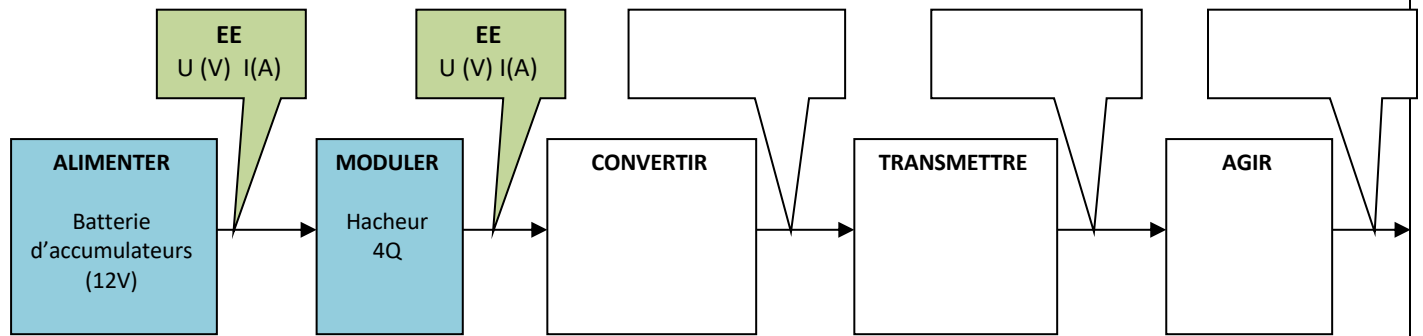 EE
U (V) I(A)
EE
U (V) I(A)
ALIMENTER
Batterie
d’accumulateurs
(12V)
MODULER
Hacheur
4Q
CONVERTIR
TRANSMETTRE
AGIR